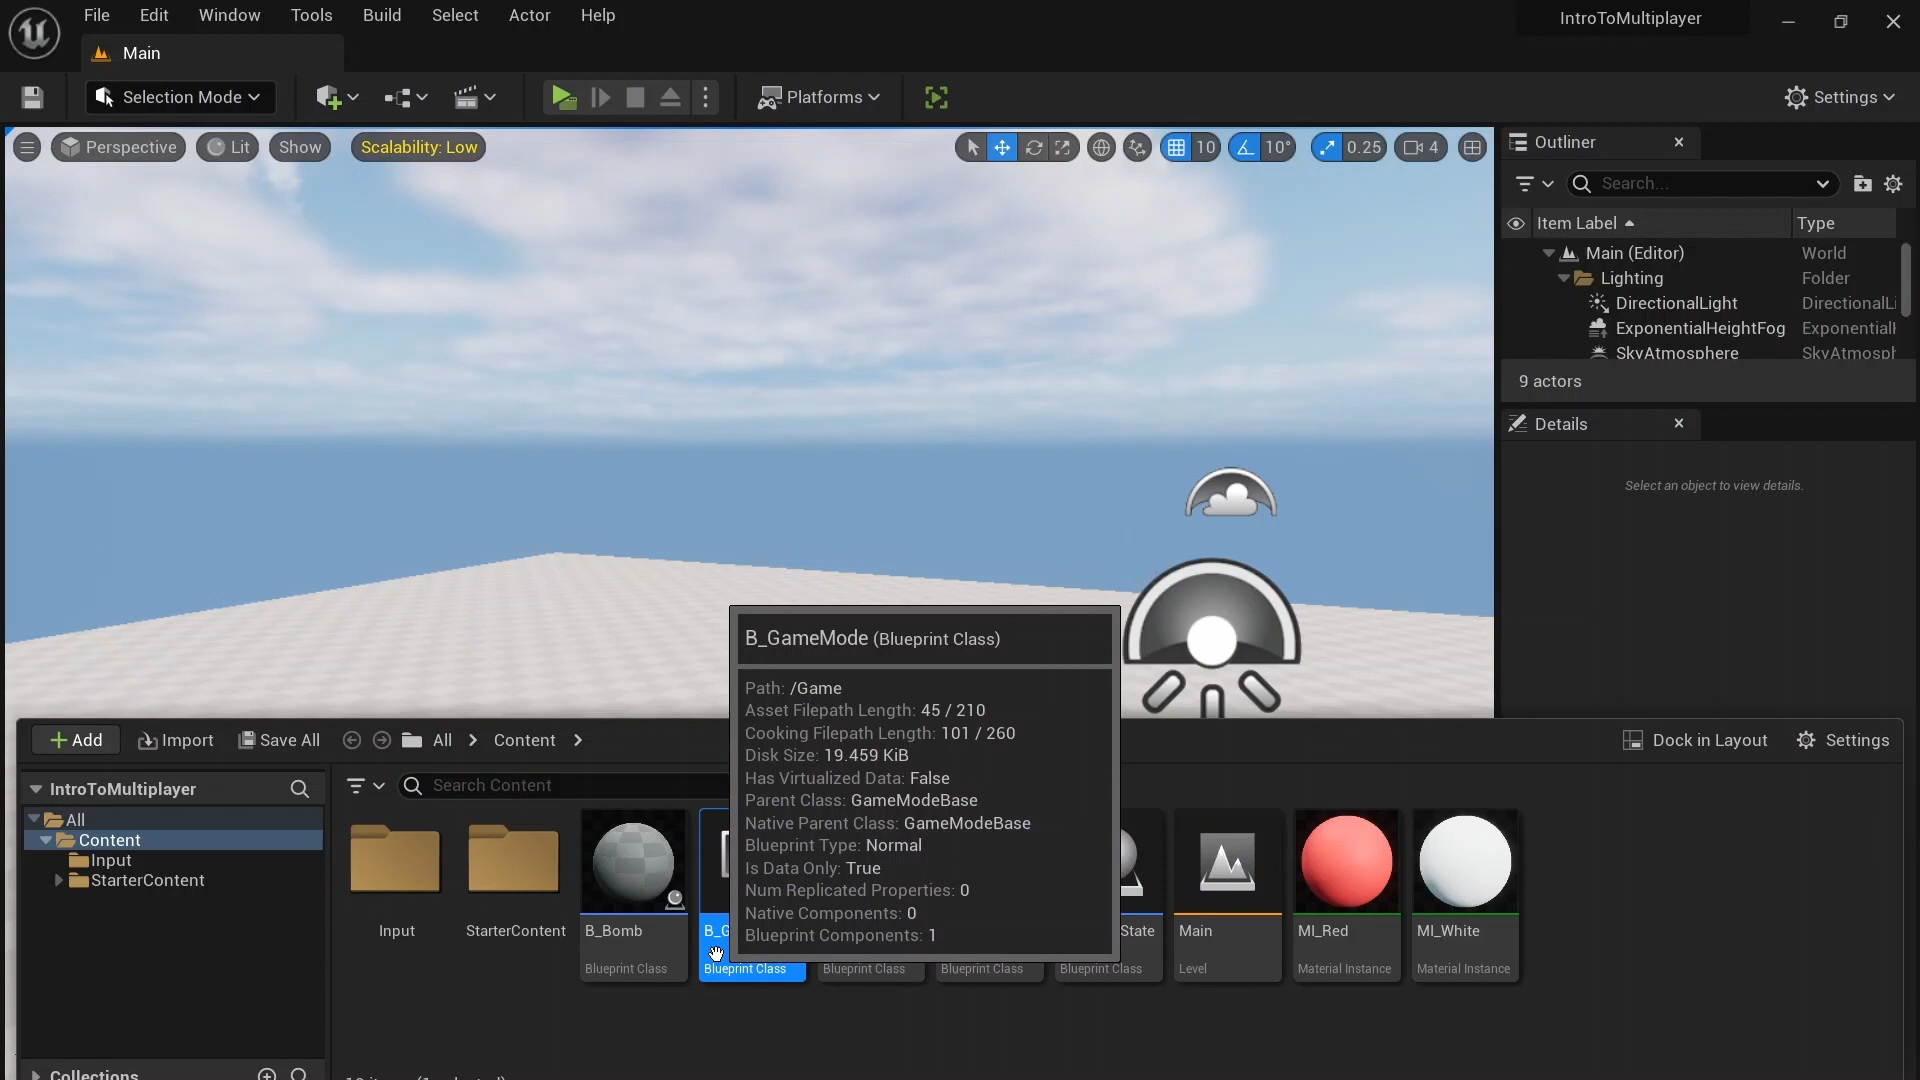 File Edit Window Tools Build Select Actor Help
IntroToMultiplayer
Main
Selection Mode
Platforms
Settings
Perspective
Lit
Show
Scalability: Low
10
10°
0.25
4
Outliner
Search...
Item Label
Type
Main (Editor)
World
Lighting
Folder
DirectionalLight
DirectionalLi
ExponentialHeightFog
Exponential
SkyAtmosphere
SkyAtmosph
9 actors
Details
Select an object to view details.
B_GameMode (Blueprint Class)
Path: /Game
Asset Filepath Length: 45 / 210
Cooking Filepath Length: 101 / 260
Disk Size: 19.459 KiB
Has Virtualized Data: False
Parent Class: GameModeBase
Native Parent Class: GameModeBase
Blueprint Type: Normal
Is Data Only: True
Num Replicated Properties: 0
Native Components: 0
Blueprint Components: 1
Add
Import
Save All
All
Content
Dock in Layout
Settings
IntroToMultiplayer
All
Content
Input
StarterContent
Collections
Search Content
Input
StarterContent
B_Bomb
Blueprint Class
B_G
Blueprint Class
Blueprint Class
Blueprint Class
State
Blueprint Class
Main
Level
MI_Red
Material Instance
MI_White
Material Instance